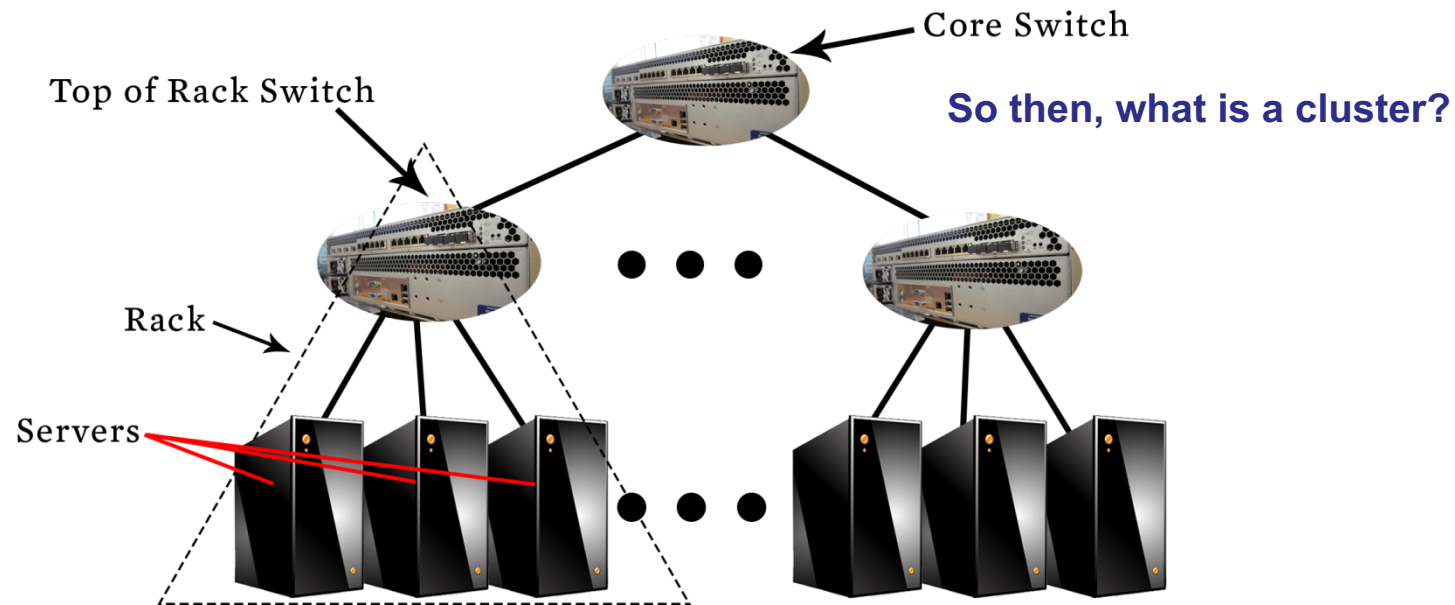 Core Switch
Top of Rack Switch
So then, what is a cluster?
Rack
Servers